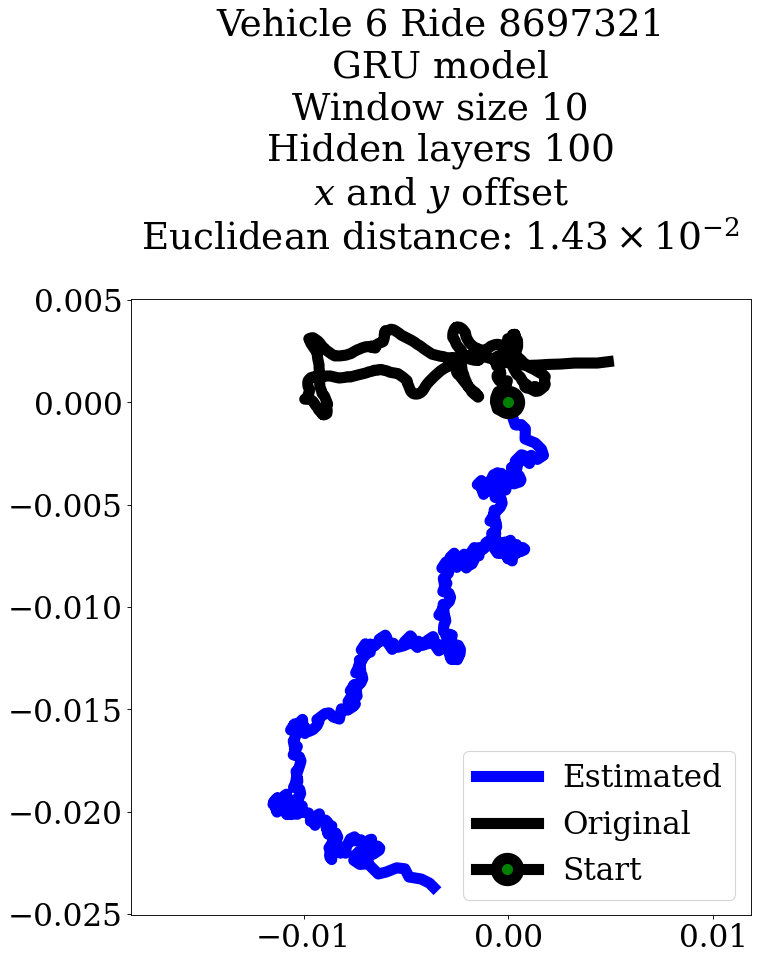 Vehicle 6 Ride 8697321
GRU model
Window size 10
Hidden layers 100
x and y offset
Euclidean distance: 1.43 × 10⁻²
0.005
0.000
−0.005
−0.010
−0.015
−0.020
−0.025
Estimated
Original
Start
−0.01
0.00
0.01